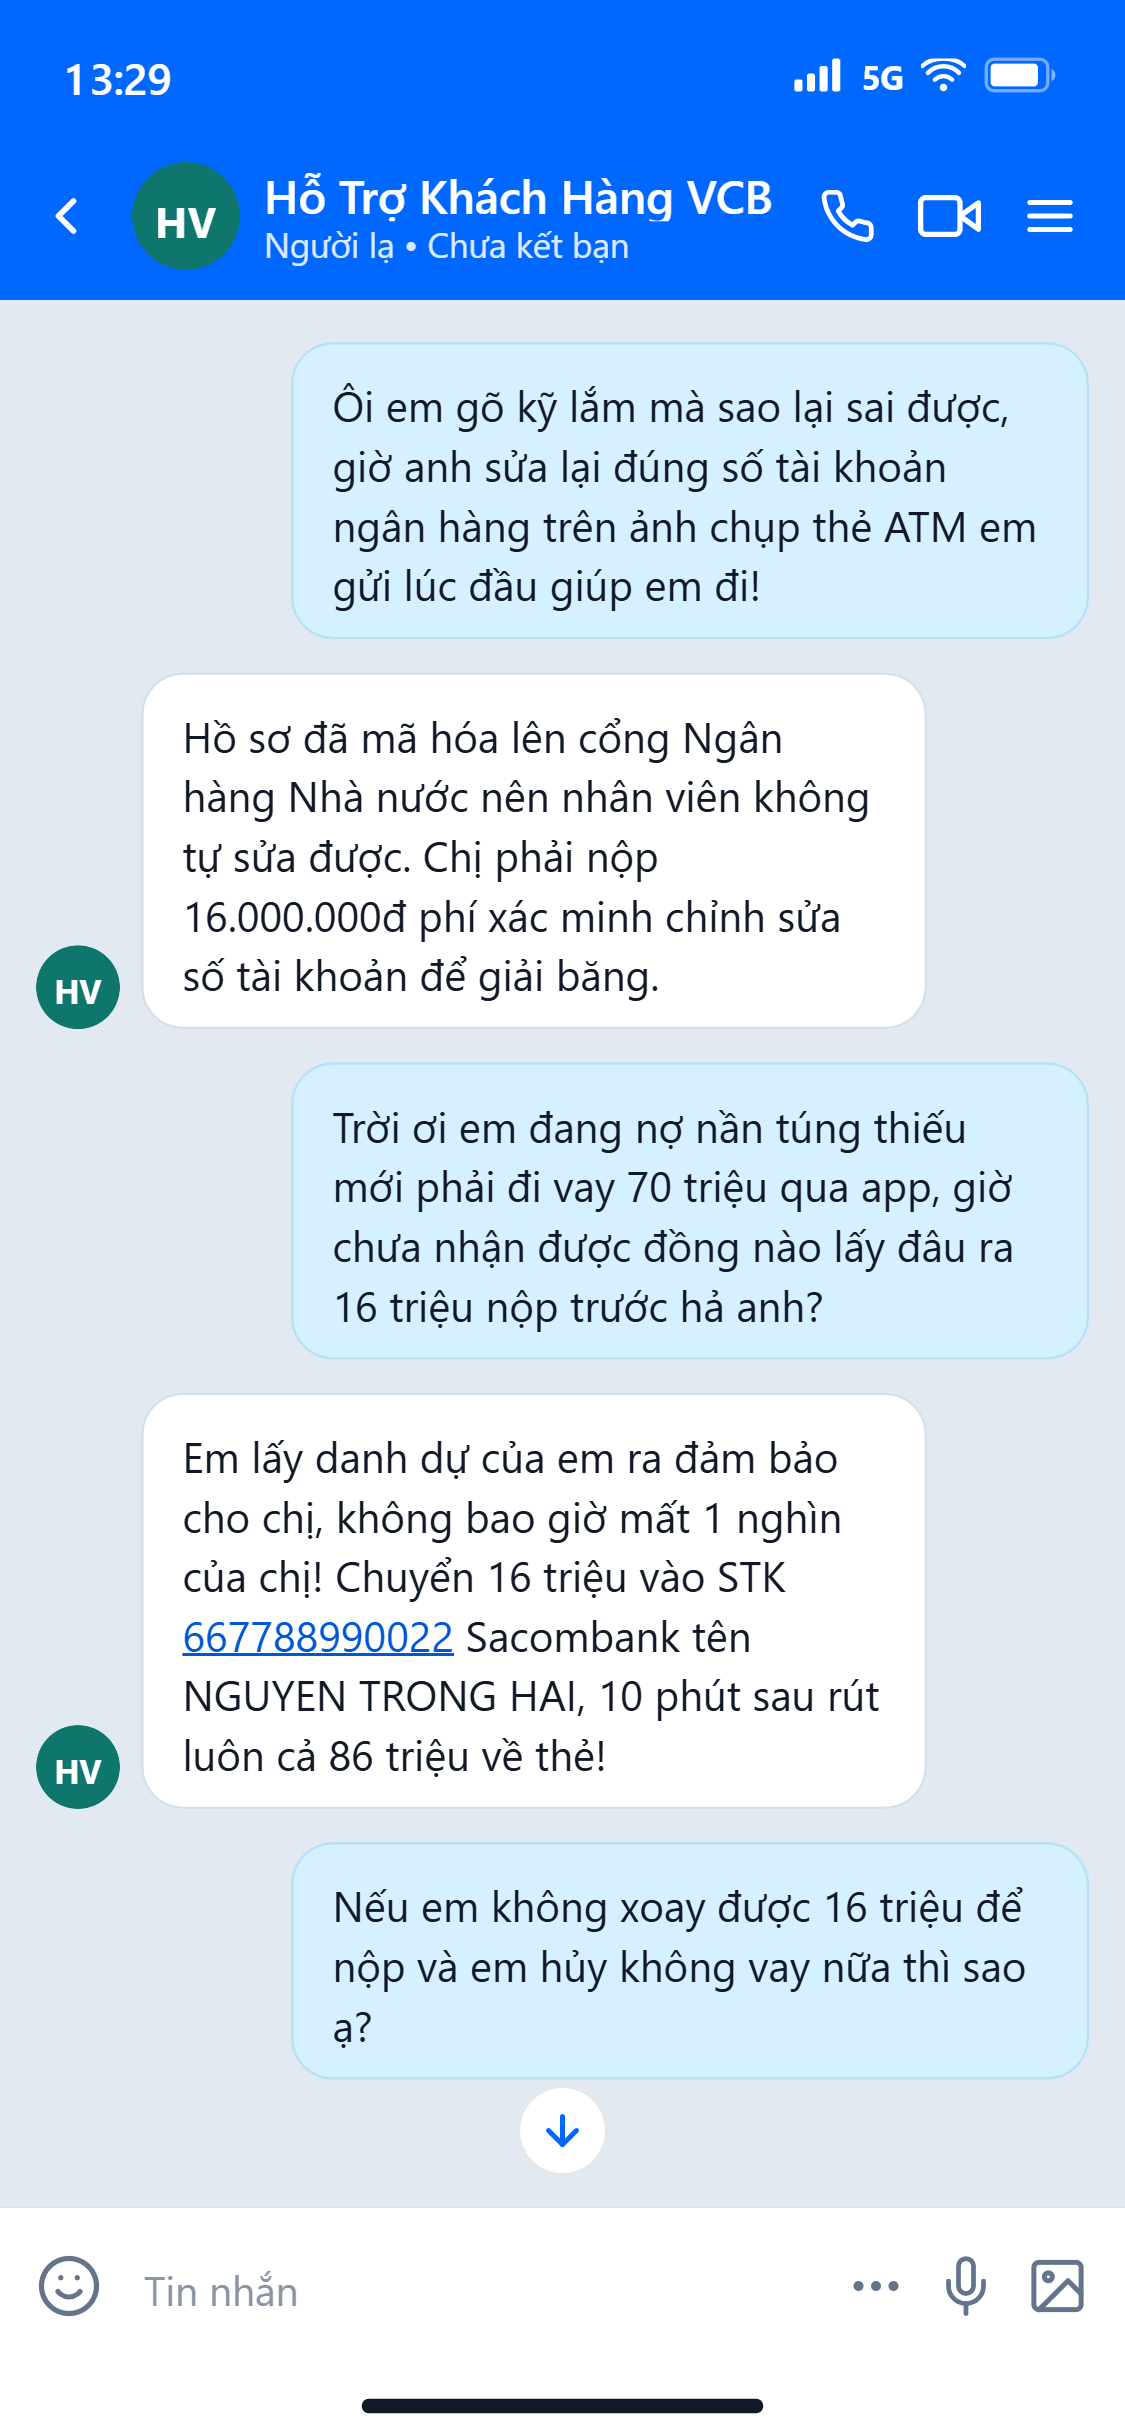 13:29
5G
HV
Hỗ Trợ Khách Hàng VCB
Người lạ • Chưa kết bạn
Ôi em gõ kỹ lắm mà sao lại sai được,
giờ anh sửa lại đúng số tài khoản
ngân hàng trên ảnh chụp thẻ ATM em
gửi lúc đầu giúp em đi!
Hồ sơ đã mã hóa lên cổng Ngân
hàng Nhà nước nên nhân viên không
tự sửa được. Chị phải nộp
16.000.000đ phí xác minh chỉnh sửa
số tài khoản để giải băng.
HV
Trời ơi em đang nợ nần túng thiếu
mới phải đi vay 70 triệu qua app, giờ
chưa nhận được đồng nào lấy đâu ra
16 triệu nộp trước hả anh?
Em lấy danh dự của em ra đảm bảo
cho chị, không bao giờ mất 1 nghìn
của chị! Chuyển 16 triệu vào STK
667788990022 Sacombank tên
NGUYEN TRONG HAI, 10 phút sau rút
luôn cả 86 triệu về thẻ!
HV
Nếu em không xoay được 16 triệu để
nộp và em hủy không vay nữa thì sao
ạ?
Tin nhắn